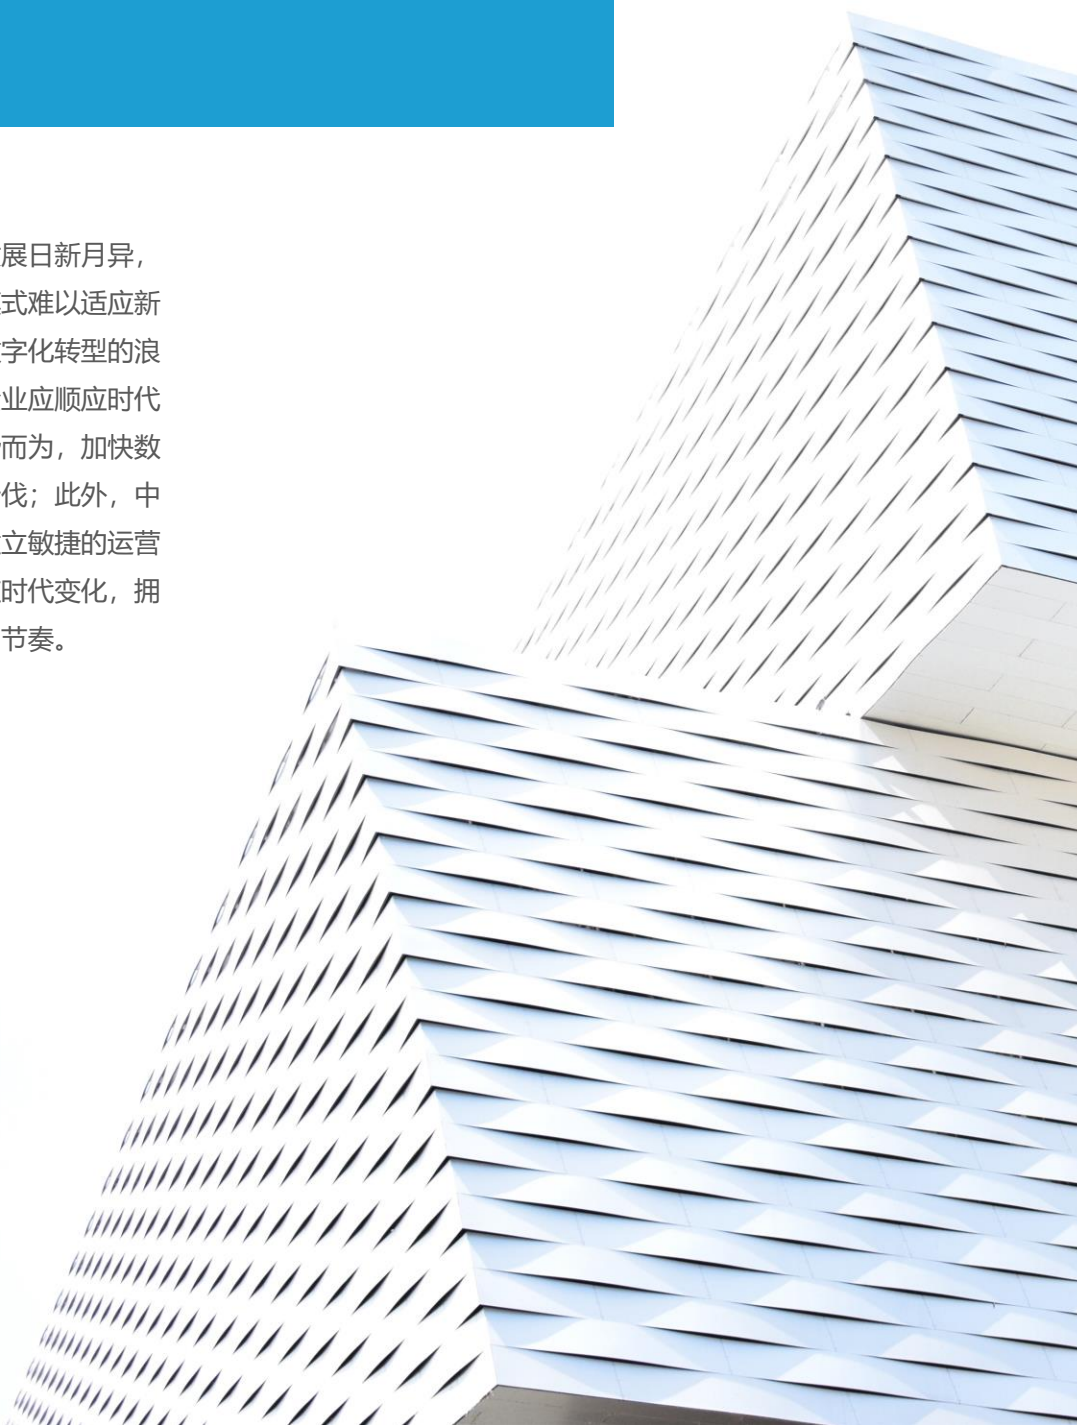 展日新月异，
式难以适应新
字化转型的浪
业应顺应时代
而为，加快数
伐；此外，中
立敏捷的运营
时代变化，拥
节奏。